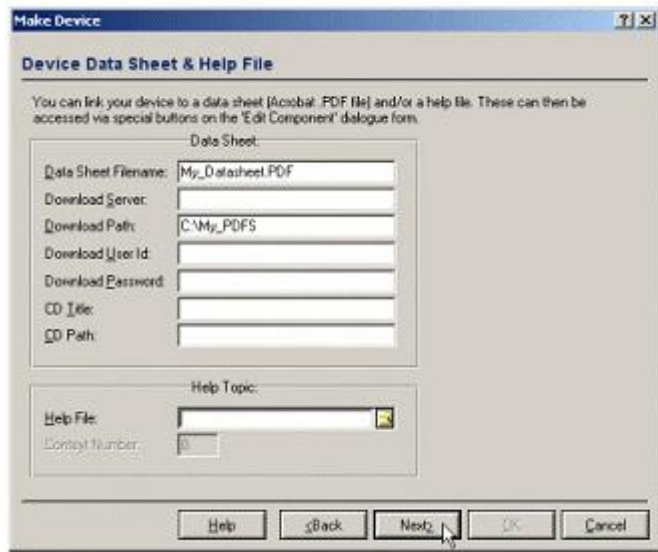 Make Device
Device Data Sheet & Help File
You can link your device to a data sheet (Acrobat .PDF file) and/or a help file. These can then be
accessed via special buttons on the 'Edit Component' dialogue form.
Data Sheet:
Data Sheet Filename: My_Datasheet.PDF
Download Server:
Download Path: C:\My_PDFS
Download User Id:
Download Password:
CD Title:
CD Path:
Help Topic:
Help File:
Context Number: 0
Help <Back Next> OK Cancel